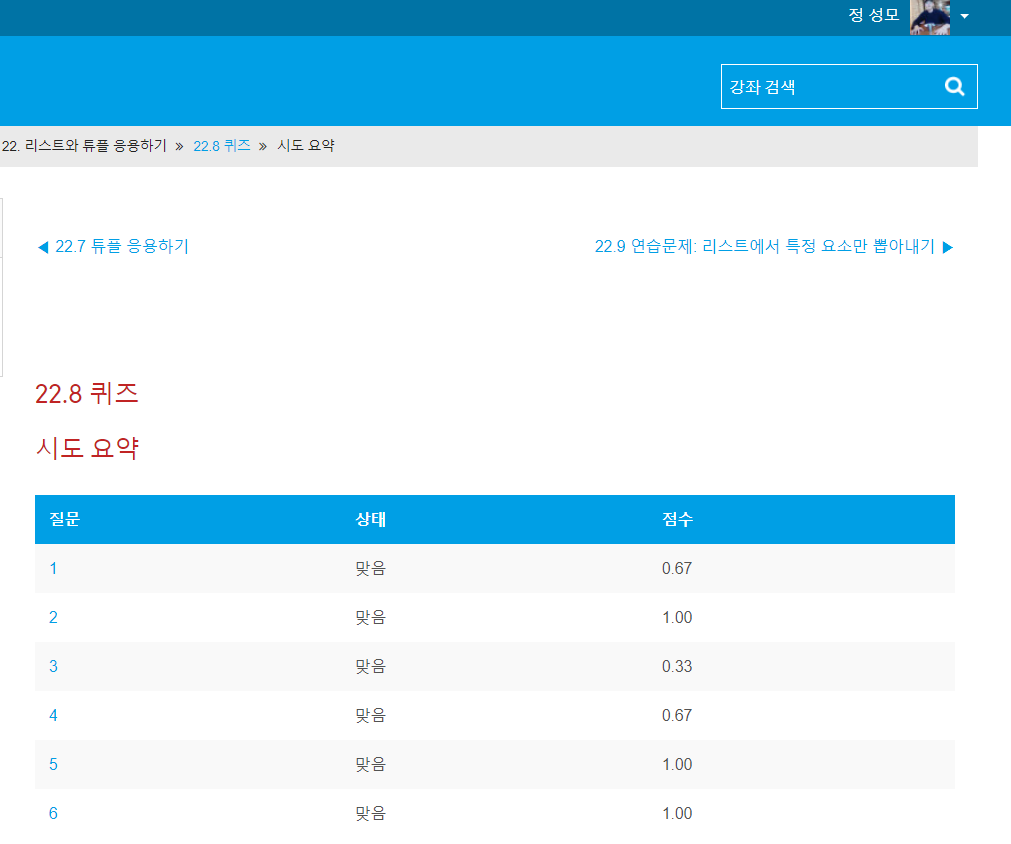 정 성모
강좌 검색
22. 리스트와 튜플 응용하기 » 22.8 퀴즈 » 시도 요약
◀ 22.7 튜플 응용하기
22.9 연습문제: 리스트에서 특정 요소만 뽑아내기 ▶
22.8 퀴즈
시도 요약
질문 상태 점수
1 맞음 0.67
2 맞음 1.00
3 맞음 0.33
4 맞음 0.67
5 맞음 1.00
6 맞음 1.00